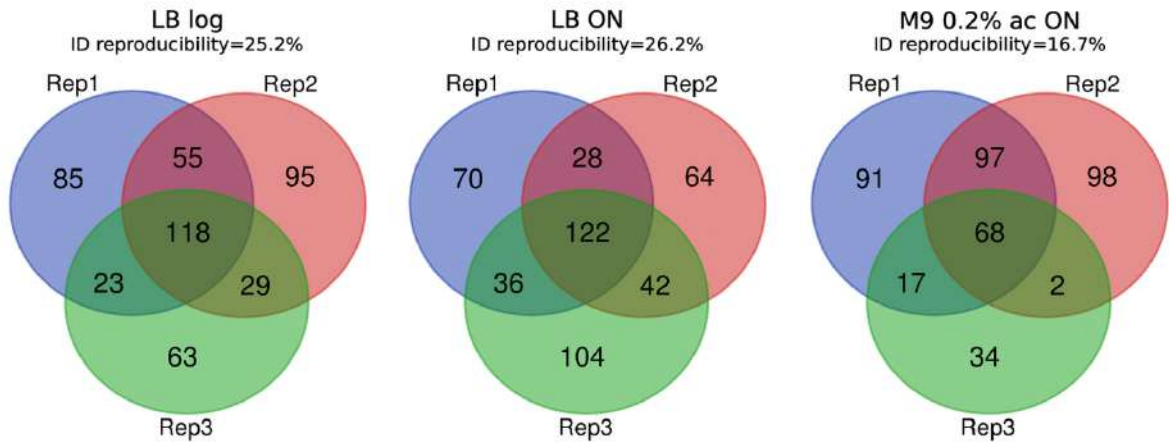 LB log
ID reproducibility=25.2%
Rep1
Rep2
85
55
95
118
23
29
63
Rep3
LB ON
ID reproducibility=26.2%
Rep1
Rep2
70
28
64
122
36
42
104
Rep3
M9 0.2% ac ON
ID reproducibility=16.7%
Rep1
Rep2
91
97
98
68
17
2
34
Rep3